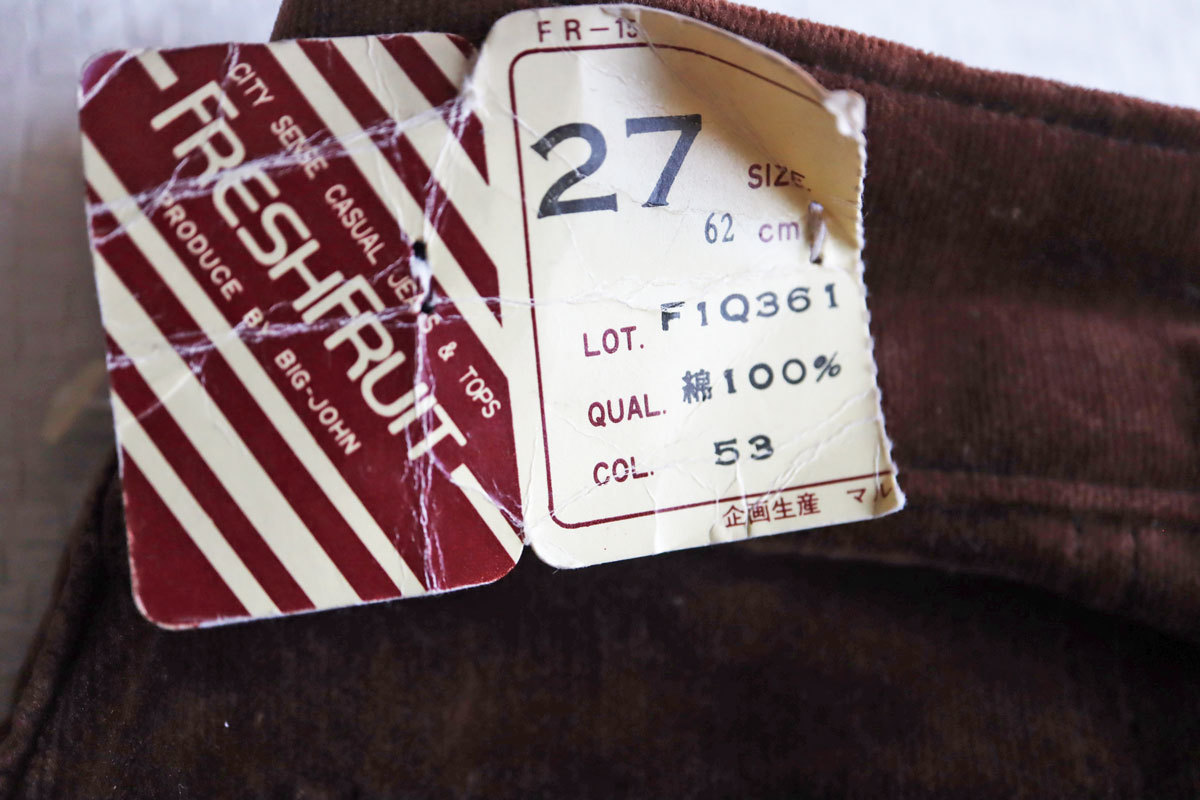 CITY SENSE CASUAL JEANS & TOPS
FRESHFRUIT
PRODUCE BY BIG-JOHN
FR-15
27 SIZE.
62 cm
LOT. F1Q361
QUAL. 綿100%
COL. 53
企画生産 マル